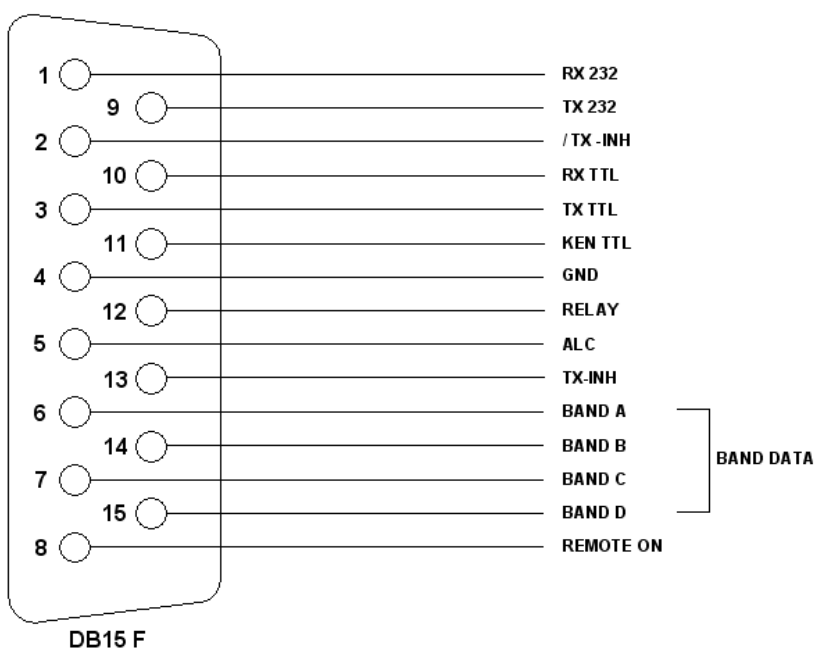 1 RX 232
9 TX 232
2 / TX -INH
10 RX TTL
3 TX TTL
11 KEN TTL
4 GND
12 RELAY
5 ALC
13 TX-INH
6 BAND A
14 BAND B
BAND DATA
7 BAND C
15 BAND D
8 REMOTE ON
DB15 F